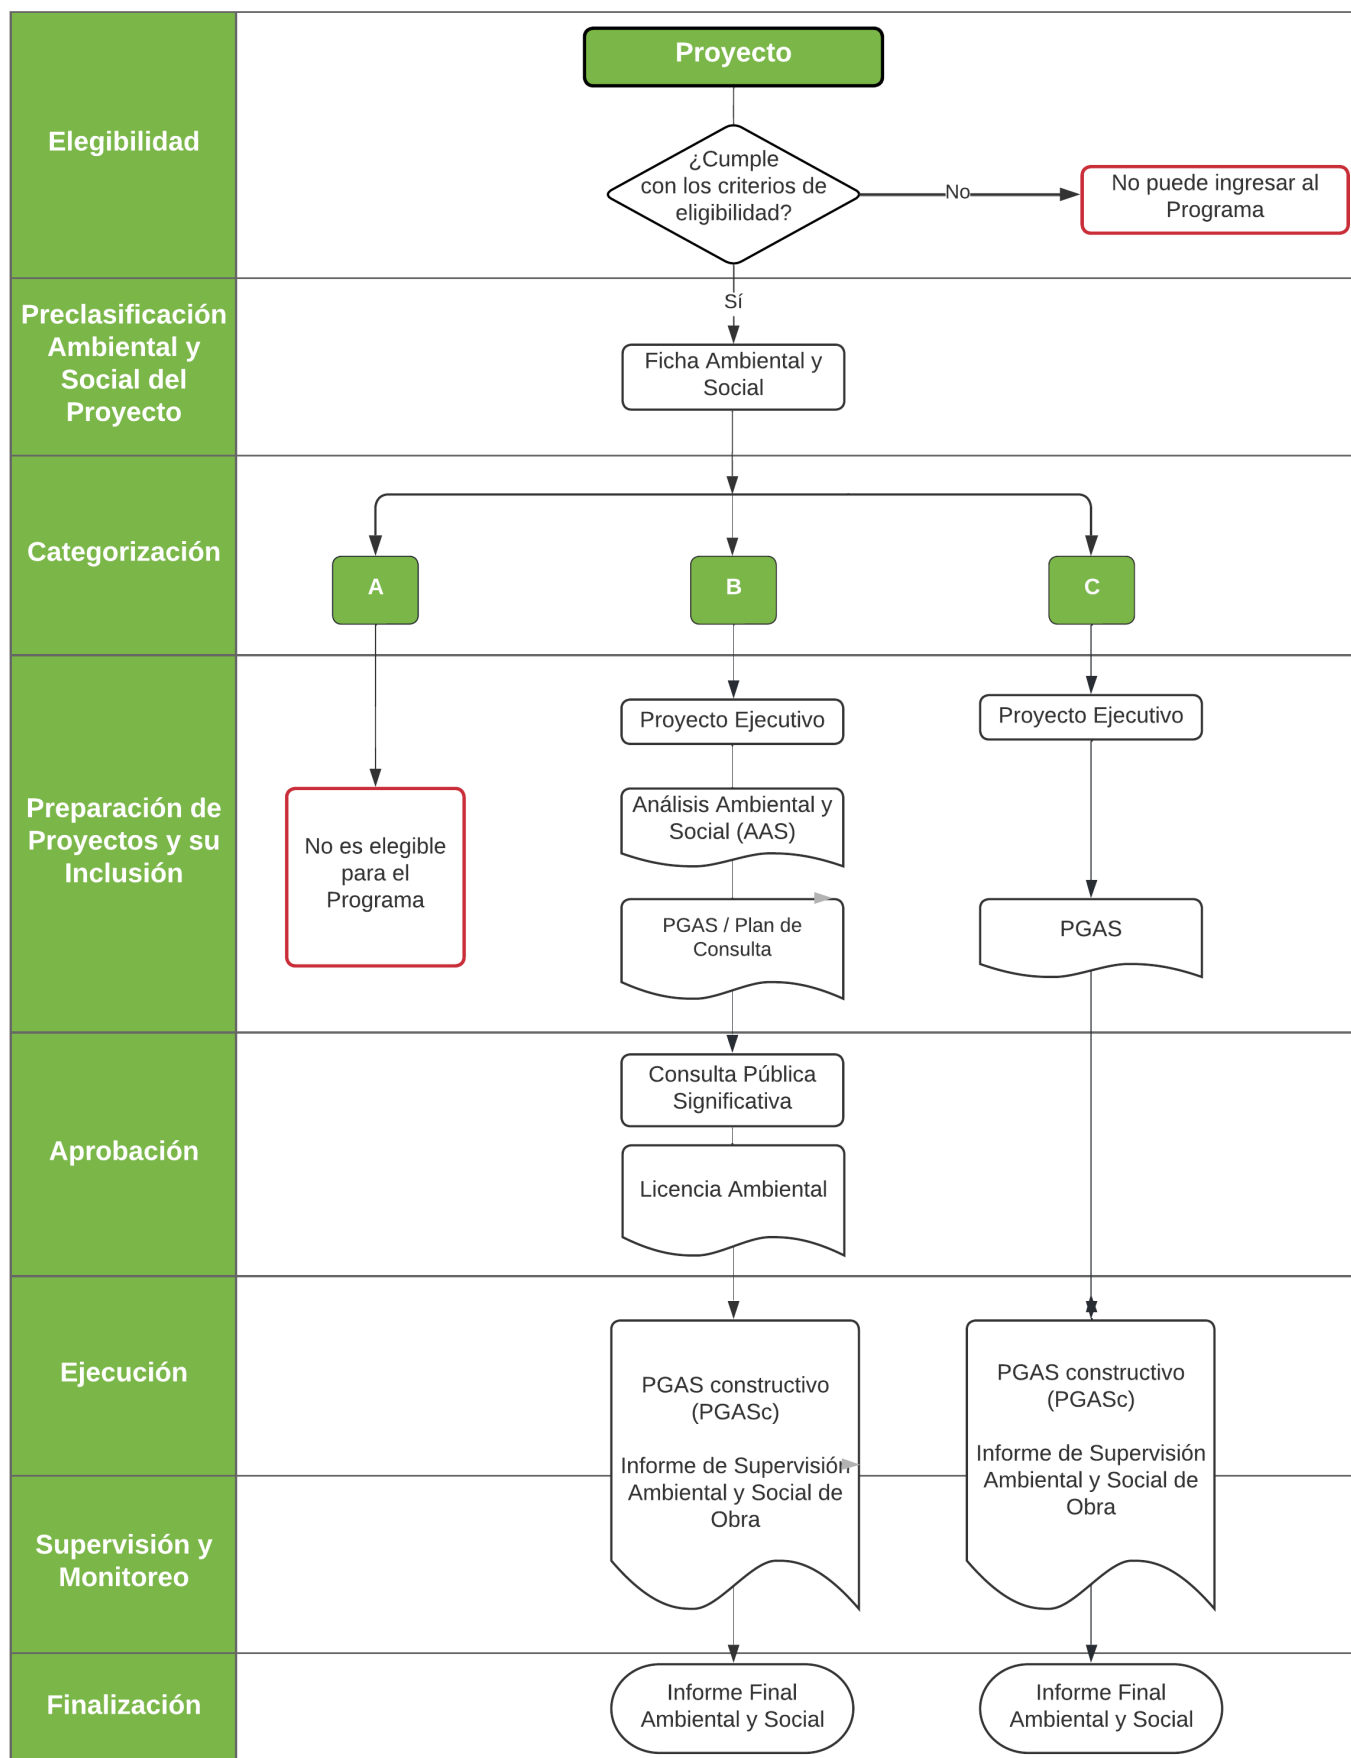 Proyecto
Elegibilidad
¿Cumple
con los criterios de
eligibilidad?
No
No puede ingresar al
Programa
Sí
Preclasificación
Ambiental y
Social del
Proyecto
Ficha Ambiental y
Social
Categorización
A
B
C
Preparación de
Proyectos y su
Inclusión
No es elegible
para el
Programa
Proyecto Ejecutivo
Análisis Ambiental y
Social (AAS)
PGAS / Plan de
Consulta
Proyecto Ejecutivo
PGAS
Aprobación
Consulta Pública
Significativa
Licencia Ambiental
Ejecución
PGAS constructivo
(PGASc)
Informe de Supervisión
Ambiental y Social de
Obra
PGAS constructivo
(PGASc)
Informe de Supervisión
Ambiental y Social de
Obra
Supervisión y
Monitoreo
Finalización
Informe Final
Ambiental y Social
Informe Final
Ambiental y Social